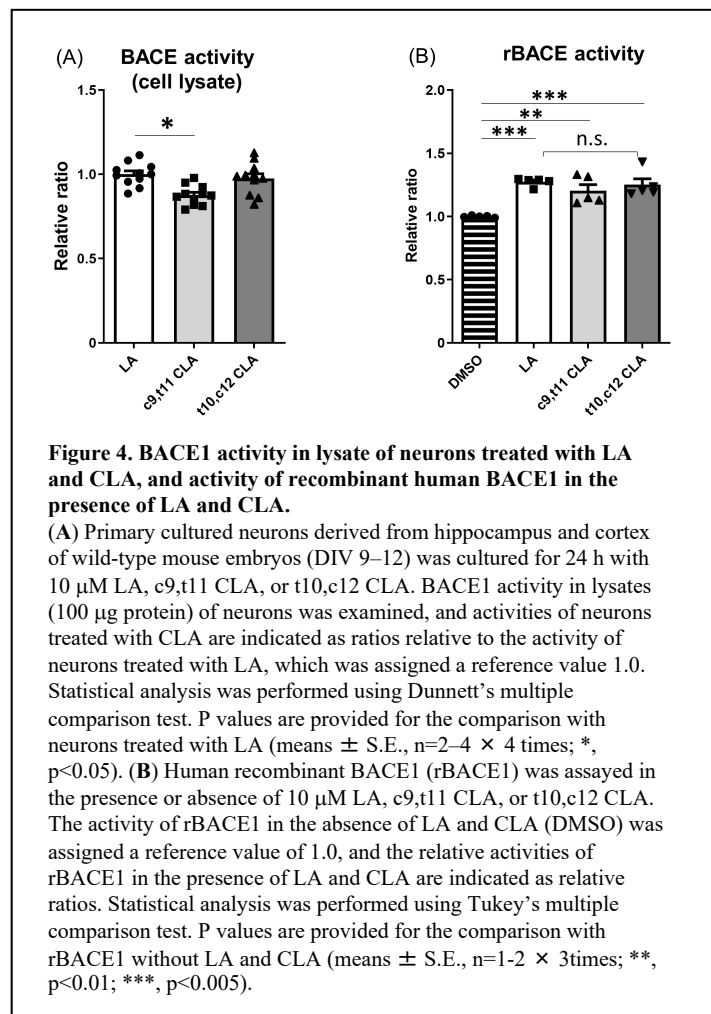 (A) BACE activity
(cell lysate)
Relative ratio
1.5
1.0
0.5
0
*
LA
c9,t11 CLA
t10,c12 CLA
(B) rBACE activity
Relative ratio
2.0
1.5
1.0
0.5
0
***
**
***
n.s.
DMSO
LA
c9,t11 CLA
t10,c12 CLA
Figure 4. BACE1 activity in lysate of neurons treated with LA
and CLA, and activity of recombinant human BACE1 in the
presence of LA and CLA.
(A) Primary cultured neurons derived from hippocampus and cortex
of wild-type mouse embryos (DIV 9–12) was cultured for 24 h with
10 μM LA, c9,t11 CLA, or t10,c12 CLA. BACE1 activity in lysates
(100 μg protein) of neurons was examined, and activities of neurons
treated with CLA are indicated as ratios relative to the activity of
neurons treated with LA, which was assigned a reference value 1.0.
Statistical analysis was performed using Dunnett’s multiple
comparison test. P values are provided for the comparison with
neurons treated with LA (means ± S.E., n=2–4 × 4 times; *,
p<0.05). (B) Human recombinant BACE1 (rBACE1) was assayed in
the presence or absence of 10 μM LA, c9,t11 CLA, or t10,c12 CLA.
The activity of rBACE1 in the absence of LA and CLA (DMSO) was
assigned a reference value of 1.0, and the relative activities of
rBACE1 in the presence of LA and CLA are indicated as relative
ratios. Statistical analysis was performed using Tukey’s multiple
comparison test. P values are provided for the comparison with
rBACE1 without LA and CLA (means ± S.E., n=1-2 × 3times; **,
p<0.01; ***, p<0.005).